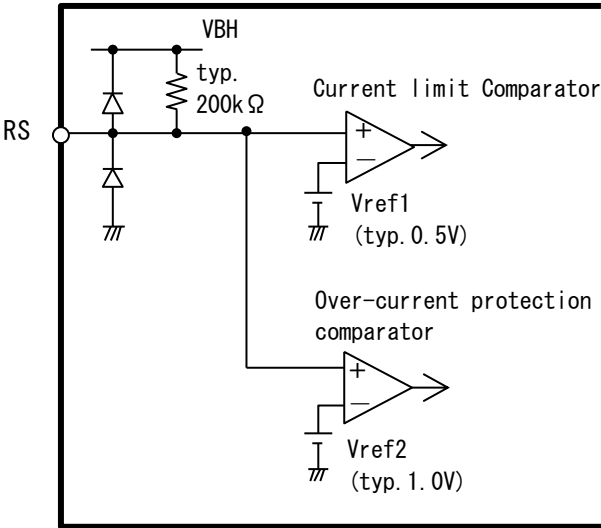 VBH
typ.
200kΩ
RS
Current limit Comparator
+
−
Vref1
(typ.0.5V)
Over-current protection
comparator
+
−
Vref2
(typ.1.0V)